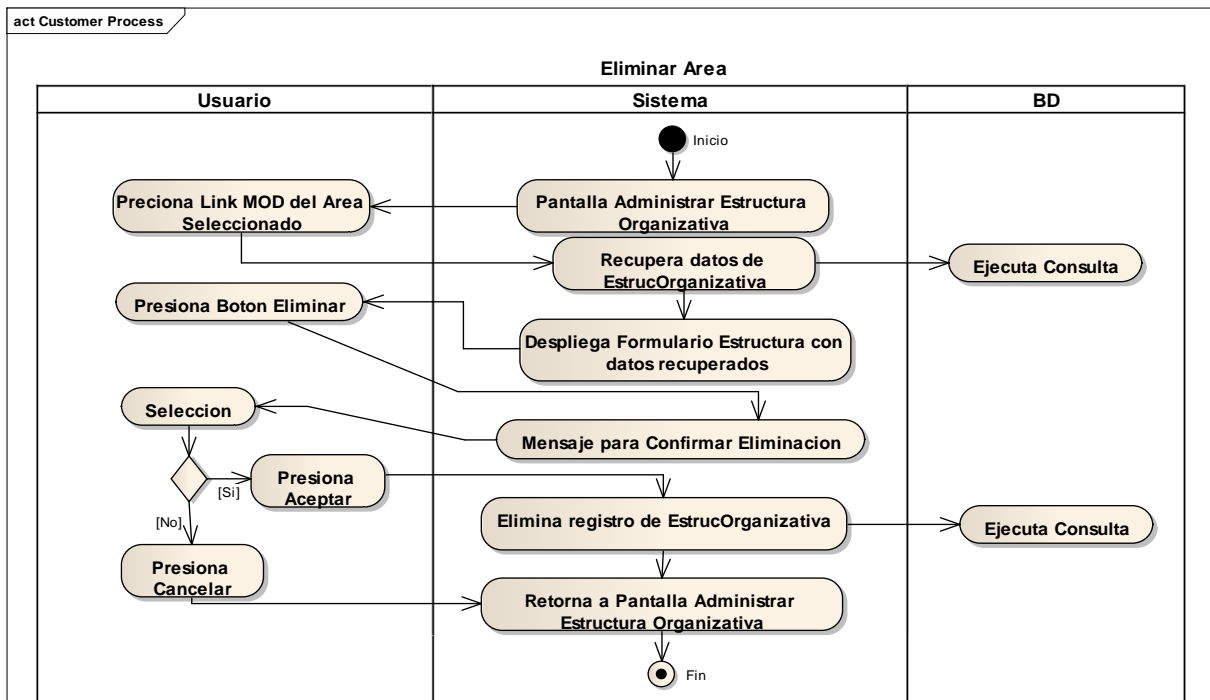 act Customer Process
Eliminar Area
Usuario
Sistema
BD
Inicio
Preciona Link MOD del Area
Seleccionado
Pantalla Administrar Estructura
Organizativa
Recupera datos de
EstrucOrganizativa
Ejecuta Consulta
Presiona Boton Eliminar
Despliega Formulario Estructura con
datos recuperados
Seleccion
Mensaje para Confirmar Eliminacion
[Si]
Presiona
Aceptar
[No]
Elimina registro de EstrucOrganizativa
Ejecuta Consulta
Presiona
Cancelar
Retorna a Pantalla Administrar
Estructura Organizativa
Fin